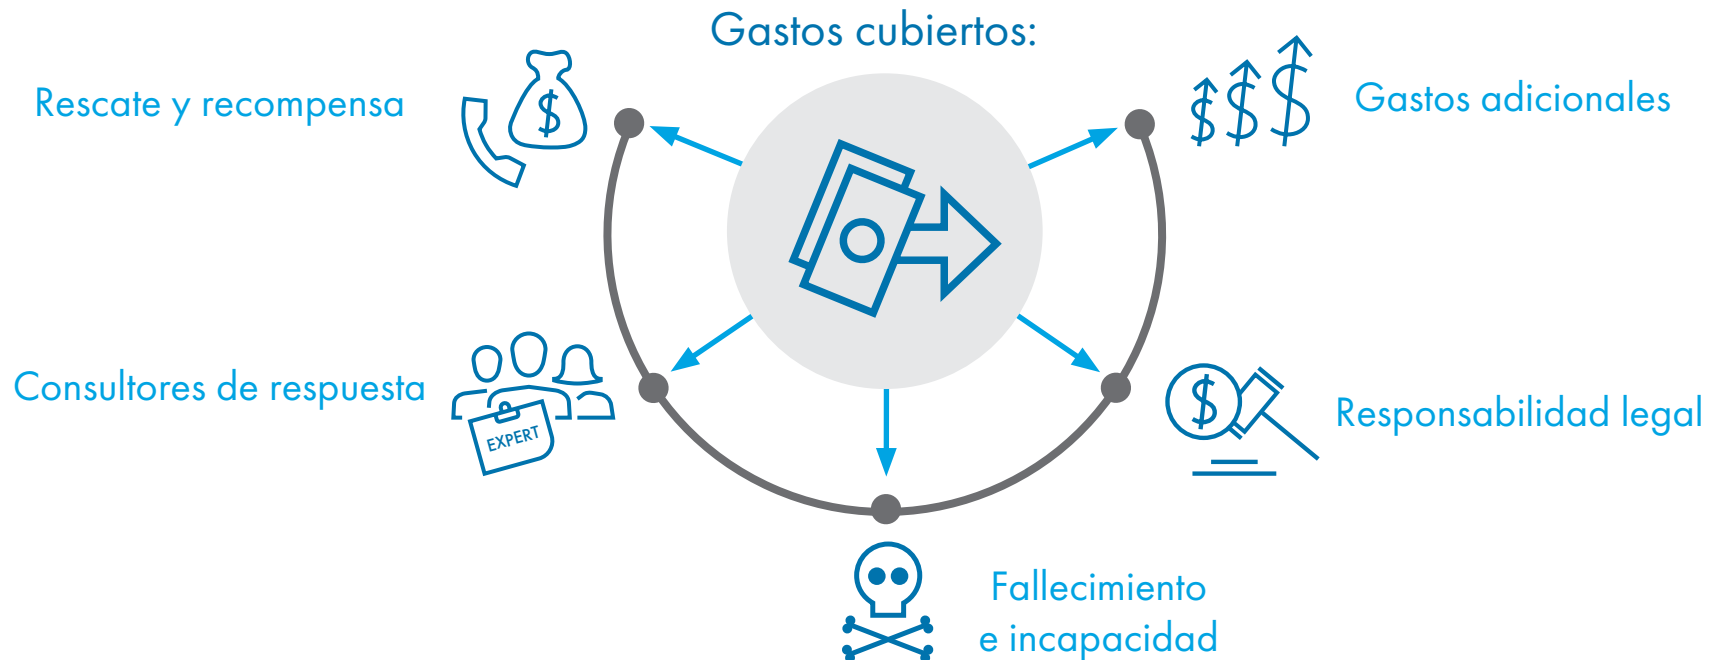 Gastos cubiertos:
Rescate y recompensa
Gastos adicionales
Consultores de respuesta
EXPERT
Responsabilidad legal
Fallecimiento
e incapacidad